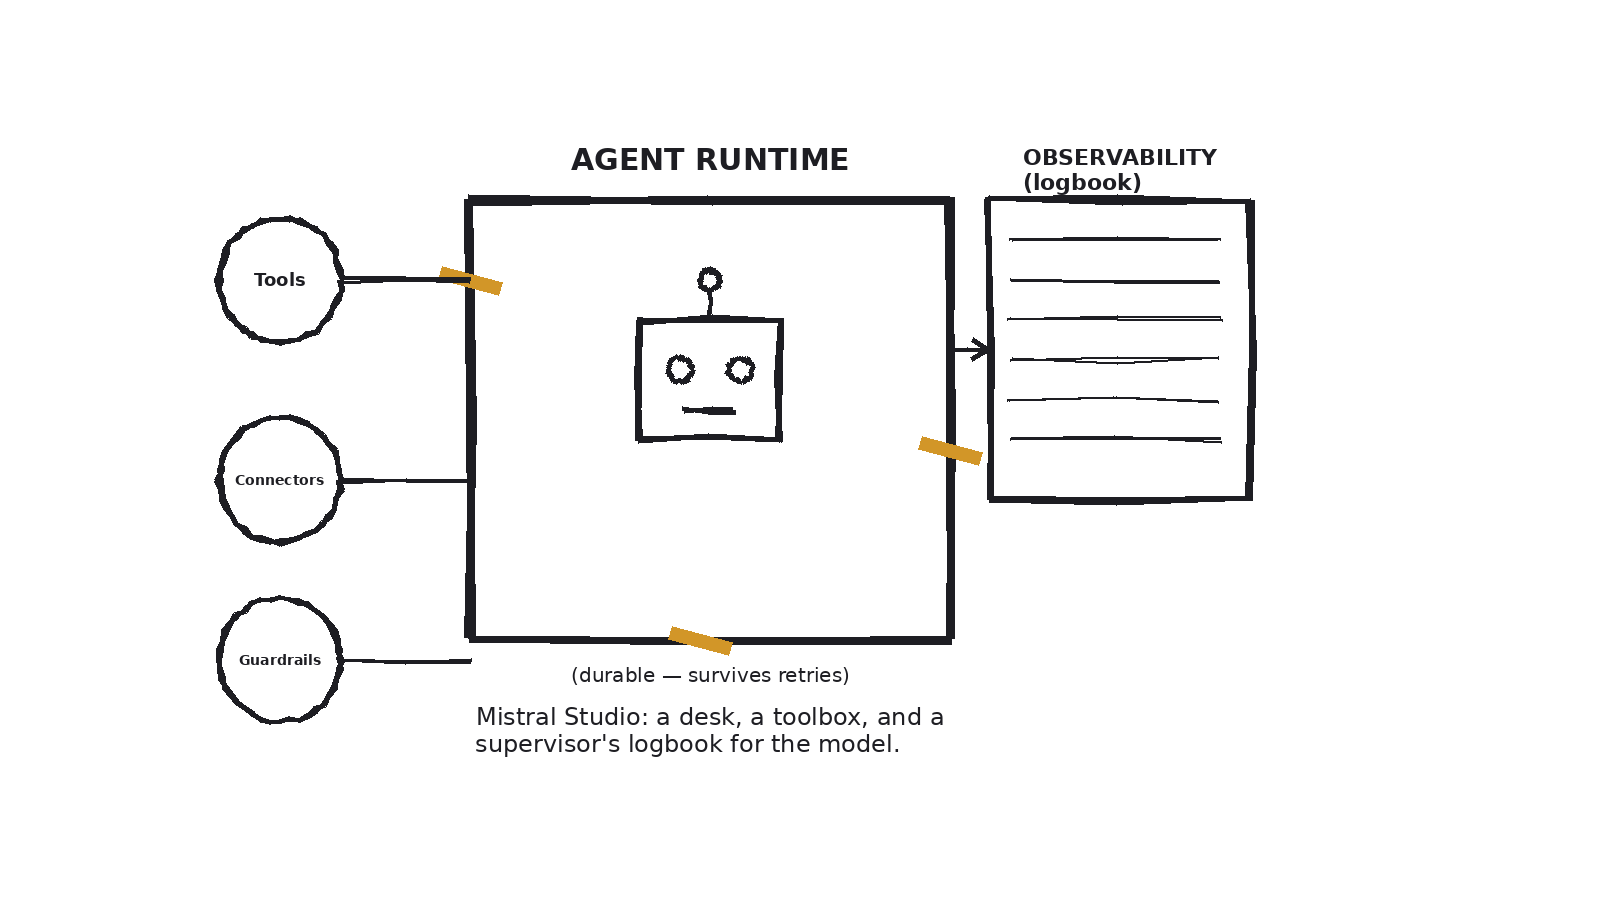 AGENT RUNTIME
OBSERVABILITY
(logbook)
Tools
Connectors
Guardrails
(durable — survives retries)
Mistral Studio: a desk, a toolbox, and a
supervisor's logbook for the model.